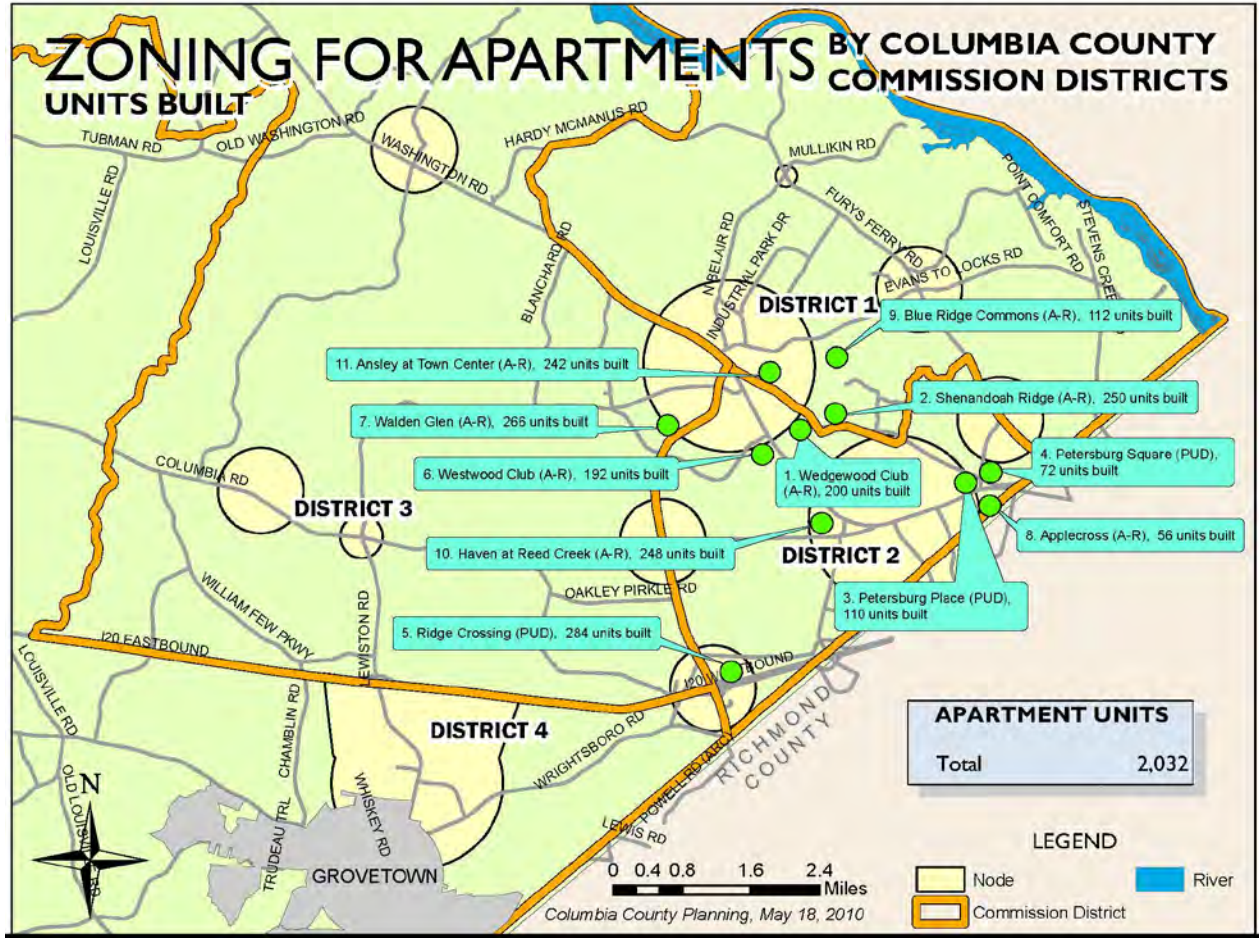 ZONING FOR APARTMENTS BY COLUMBIA COUNTY
COMMISSION DISTRICTS
UNITS BUILT
TUBMAN RD
OLD WASHINGTON RD
WASHINGTON RD
HARDY MCMANUS RD
MULLIKIN RD
LOUISVILLE RD
BLANCHARD RD
N BELAIR RD
INDUSTRIAL PARK DR
FURYS FERRY RD
EVANS TO LOCKS RD
POINT COMFORT RD
STEVENS CREE
DISTRICT 1
9. Blue Ridge Commons (A-R), 112 units built
11. Ansley at Town Center (A-R), 242 units built
2. Shenandoah Ridge (A-R), 250 units built
7. Walden Glen (A-R), 266 units built
4. Petersburg Square (PUD),
72 units built
6. Westwood Club (A-R), 192 units built
1. Wedgewood Club
(A-R), 200 units built
COLUMBIA RD
DISTRICT 3
8. Applecross (A-R), 56 units built
10. Haven at Reed Creek (A-R), 248 units built
DISTRICT 2
OAKLEY PIRKLE RD
3. Petersburg Place (PUD),
110 units built
WILLIAM FEW PKWY
LEWISTON RD
5. Ridge Crossing (PUD), 284 units built
I20 EASTBOUND
I20 W
BOUND
LOUISVILLE RD
CHAMBLIN RD
DISTRICT 4
WRIGHTSBORO RD
POWELL RD (ARC)
RICHMOND
COUNTY
APARTMENT UNITS
Total 2,032
N
OLD LOUISVIL
TRUDEAU TRL
WHISKEY RD
LEWIS RD
GROVETOWN
LEGEND
0 0.4 0.8 1.6 2.4
Miles
Node
River
Columbia County Planning, May 18, 2010
Commission District